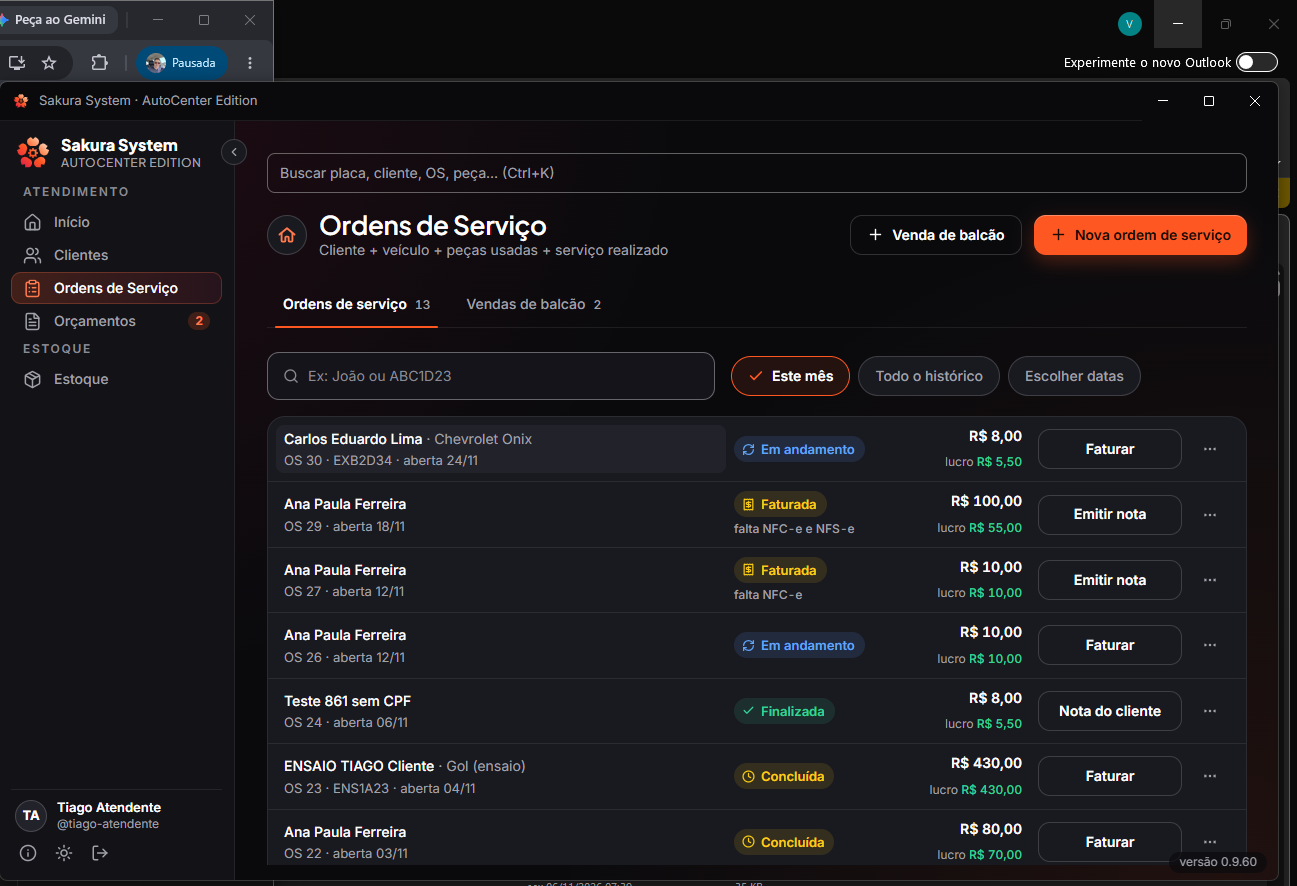 Peça ao Gemini
Pausada
V
Experimente o novo Outlook
Sakura System · AutoCenter Edition
Sakura System
AUTOCENTER EDITION
ATENDIMENTO
Início
Clientes
Ordens de Serviço
Orçamentos 2
ESTOQUE
Estoque
TA
Tiago Atendente
@tiago-atendente
Buscar placa, cliente, OS, peça... (Ctrl+K)
Ordens de Serviço
Cliente + veículo + peças usadas + serviço realizado
+ Venda de balcão
+ Nova ordem de serviço
Ordens de serviço 13
Vendas de balcão 2
Ex: João ou ABC1D23
Este mês
Todo o histórico
Escolher datas
Carlos Eduardo Lima · Chevrolet Onix
OS 30 · EXB2D34 · aberta 24/11
Em andamento
R$ 8,00
lucro R$ 5,50
Faturar
Ana Paula Ferreira
OS 29 · aberta 18/11
Faturada
falta NFC-e e NFS-e
R$ 100,00
lucro R$ 55,00
Emitir nota
Ana Paula Ferreira
OS 27 · aberta 12/11
Faturada
falta NFC-e
R$ 10,00
lucro R$ 10,00
Emitir nota
Ana Paula Ferreira
OS 26 · aberta 12/11
Em andamento
R$ 10,00
lucro R$ 10,00
Faturar
Teste 861 sem CPF
OS 24 · aberta 06/11
Finalizada
R$ 8,00
lucro R$ 5,50
Nota do cliente
ENSAIO TIAGO Cliente · Gol (ensaio)
OS 23 · ENS1A23 · aberta 04/11
Concluída
R$ 430,00
lucro R$ 430,00
Faturar
Ana Paula Ferreira
OS 22 · aberta 03/11
Concluída
R$ 80,00
lucro R$ 70,00
Faturar
versão 0.9.60